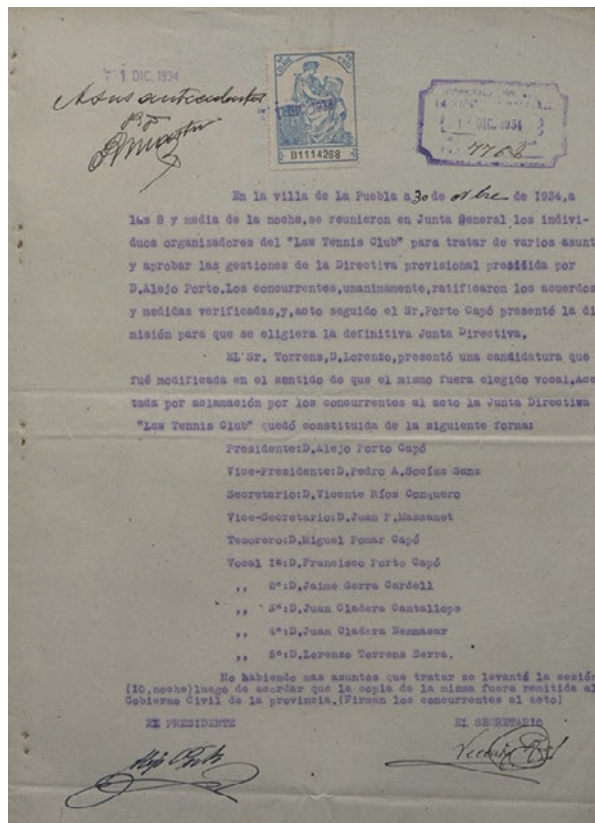 1 DIC. 1934
A sus antecedentes
B1114268
DIC. 1934
7768
En la villa de La Puebla a 30 de de 1934,a
las 8 y media de la noche,se reunieron en Junta General los indivi-
duos organizadores del "Law Tennis Club" para tratar de varios asunt
y aprobar las gestiones de la Directiva provisional presidida por
D.Alejo Porto.Los concurrentes,unanimemente,ratificaron los acuerdos
y medidas verificadas,y,acto seguido el Sr.Porto Capó presentó la di
misión para que se eligiera la definitiva Junta Directiva.
El Sr. Torrens,D.Lorenzo,presentó una candidatura que
fué modificada en el sentido de que el mismo fuera elegido vocal.Ace
tada por aclamación por los concurrentes al acto la Junta Directiva
"Law Tennis Club" quedó constituida de la siguiente forma:
Presidente:D.Alejo Porto Capó
Vice-Presidente:D.Pedro A.Socías Sanz
Secretario:D.Vicente Ríos Conquero
Vice-Secretario:D.Juan P.Massanet
Tesorero:D.Miguel Pomar Capó
Vocal 1º:D.Francisco Porto Capó
,, 2º:D.Jaime Serra Cardell
,, 3º:D.Juan Cladera Cantallops
,, 4º:D.Juan Cladera Bennasar
,, 5º:D.Lorenzo Torrens Serra.
No habiendo mas asuntos que tratar se levantó la sesión
(10,noche)luego de acordar que la copia de la misma fuera remitida al
Gobierno Civil de la provincia.(Firman los concurrentes al acto)
EL PRESIDENTE EL SECRETARIO
Alejo Porto Vicente Ríos